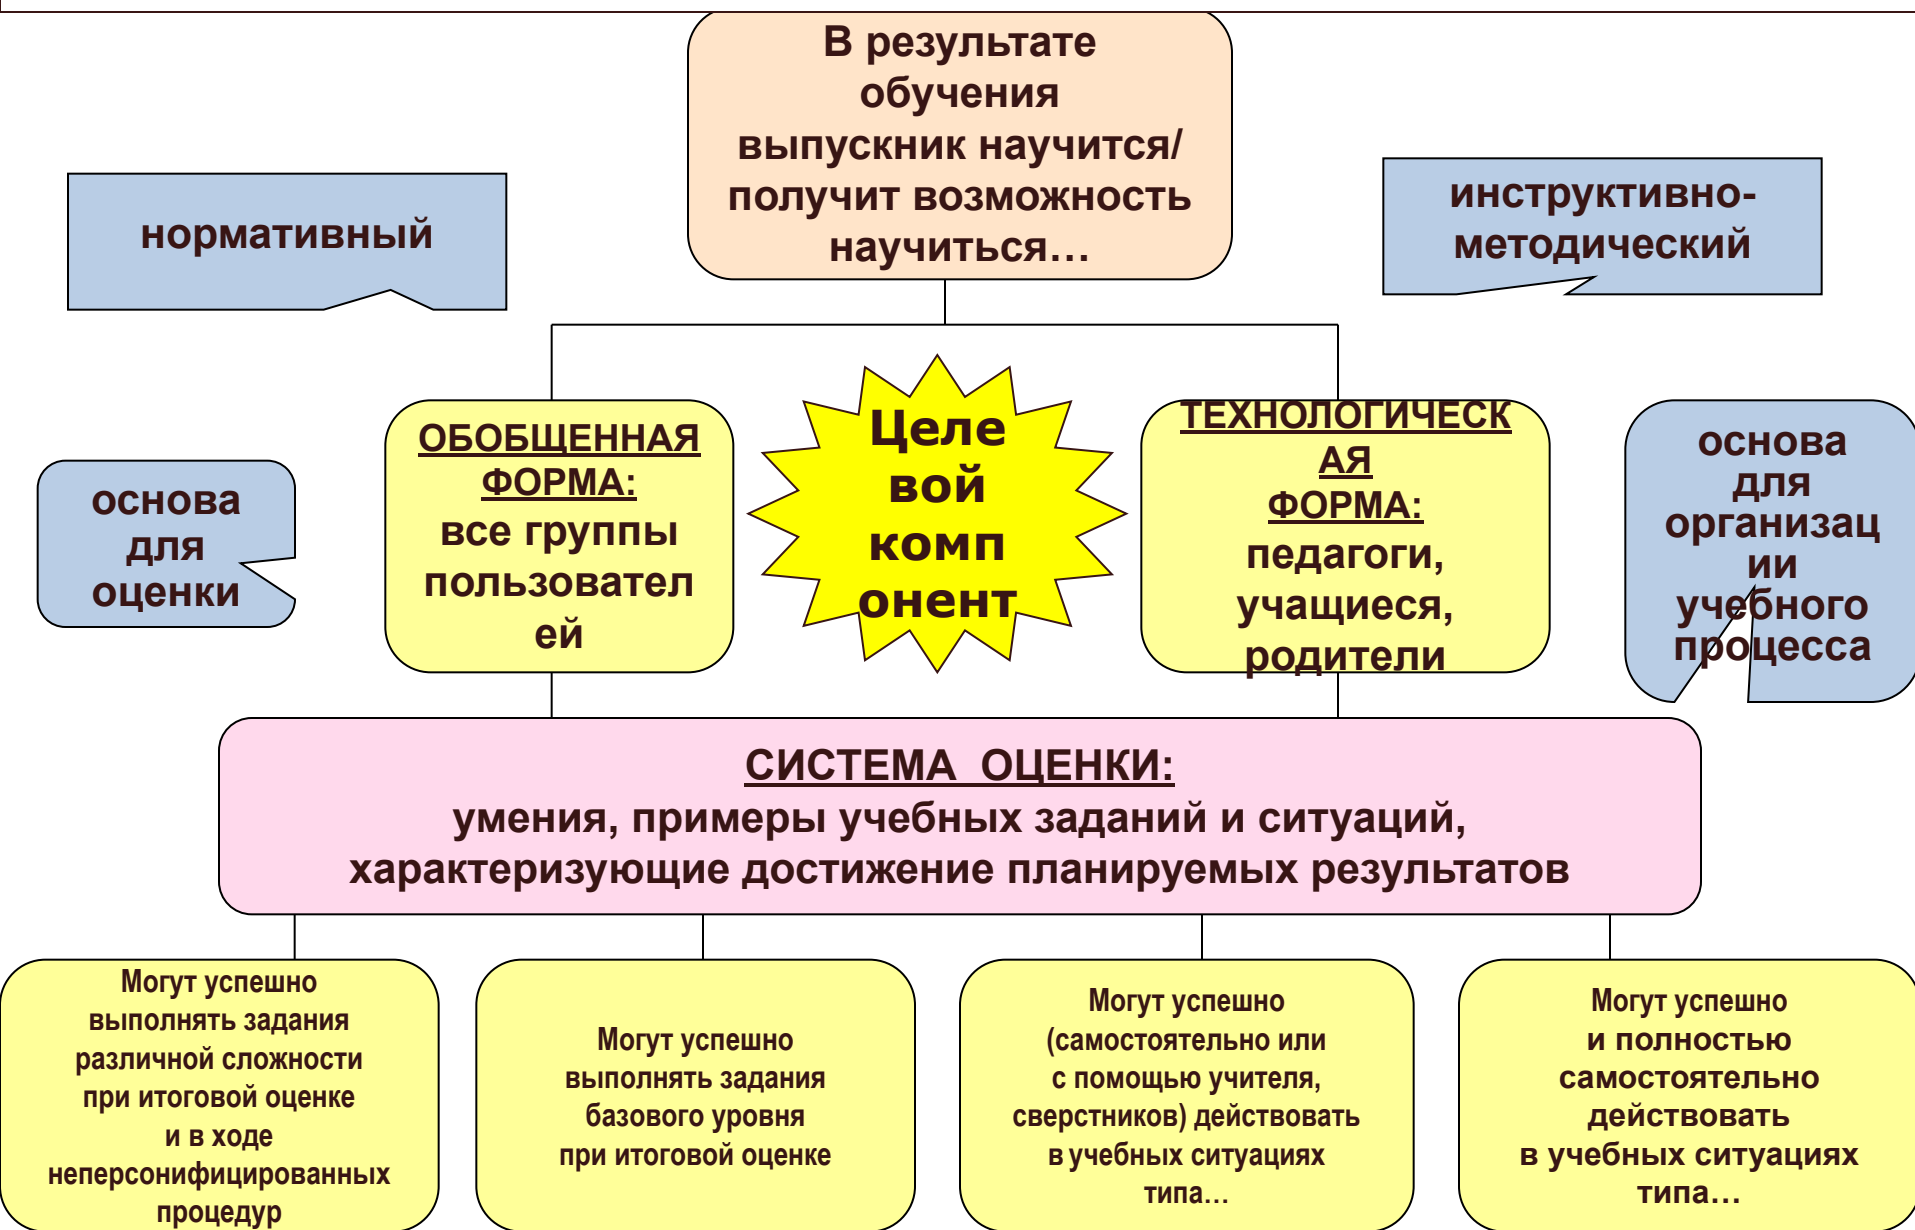 В результате
обучения
выпускник научится/
получит возможность
научиться…
нормативный
инструктивно-
методический
ОБОБЩЕННАЯ
ФОРМА:
все группы
пользовател
ей
Целе
вой
комп
онент
ТЕХНОЛОГИЧЕСК
АЯ
ФОРМА:
педагоги,
учащиеся,
родители
основа
для
оценки
основа
для
организац
ии
учебного
процесса
СИСТЕМА ОЦЕНКИ:
умения, примеры учебных заданий и ситуаций,
характеризующие достижение планируемых результатов
Могут успешно
выполнять задания
различной сложности
при итоговой оценке
и в ходе
неперсонифицированных
процедур
Могут успешно
выполнять задания
базового уровня
при итоговой оценке
Могут успешно
(самостоятельно или
с помощью учителя,
сверстников) действовать
в учебных ситуациях
типа…
Могут успешно
и полностью
самостоятельно
действовать
в учебных ситуациях
типа…